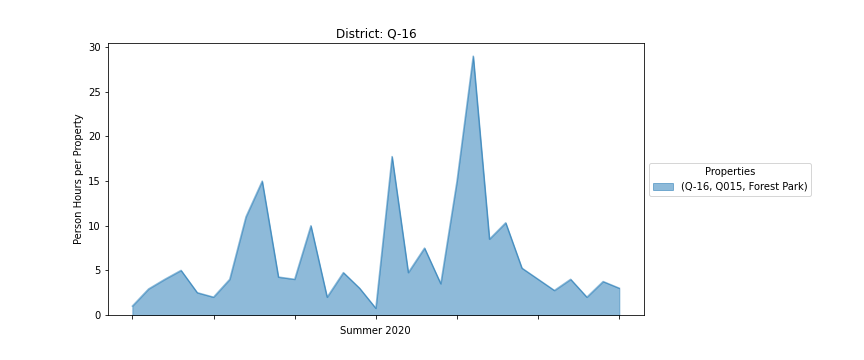 District: Q-16
30
25
20
15
10
5
0
Person Hours per Property
Summer 2020
Properties
(Q-16, Q015, Forest Park)